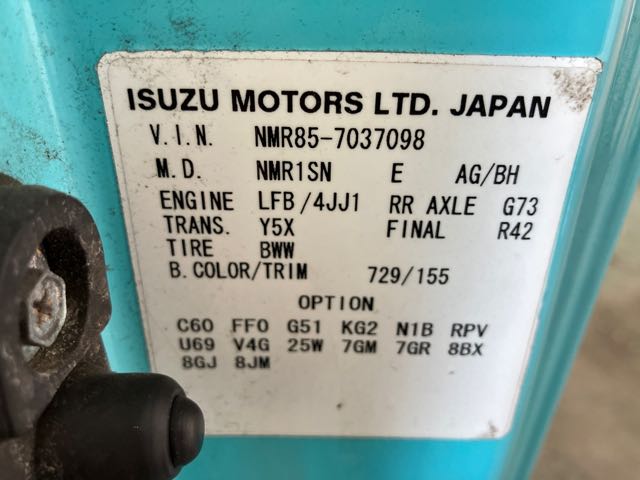 ISUZU MOTORS LTD. JAPAN
V.I.N. NMR85-7037098
M.D. NMR1SN E AG/BH
ENGINE LFB/4JJ1 RR AXLE G73
TRANS. Y5X FINAL R42
TIRE BWW
B.COLOR/TRIM 729/155
OPTION
C60 FF0 G51 KG2 N1B RPV
U69 V4G 25W 7GM 7GR 8BX
8GJ 8JM